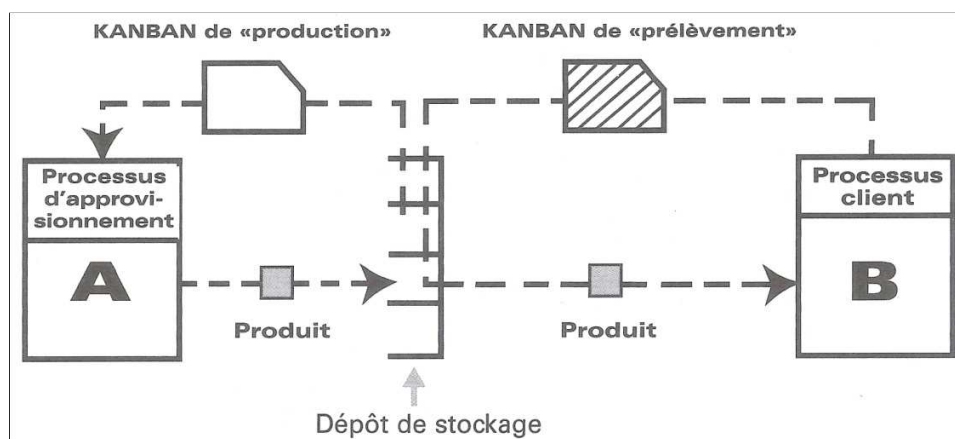 KANBAN de «production»
KANBAN de «prélèvement»
Processus
d'approvi-
sionnement
A
Produit
Processus
client
B
Produit
Dépôt de stockage